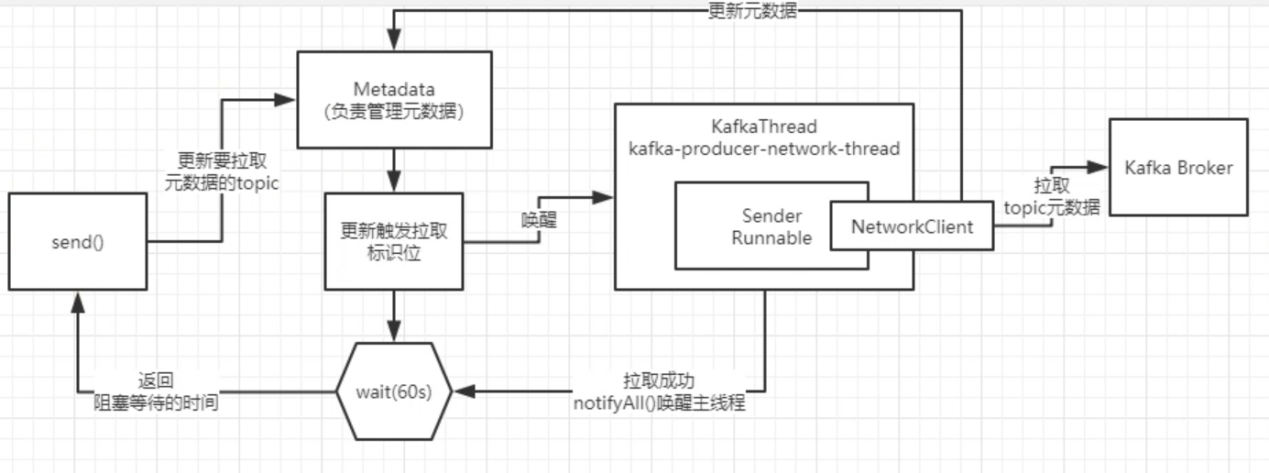 更新元数据
Metadata
（负责管理元数据）
KafkaThread
kafka-producer-network-thread
更新要拉取
元数据的topic
Kafka Broker
拉取
topic元数据
send()
更新触发拉取
标识位
唤醒
Sender
Runnable
NetworkClient
返回
阻塞等待的时间
wait(60s)
拉取成功
notifyAll()唤醒主线程